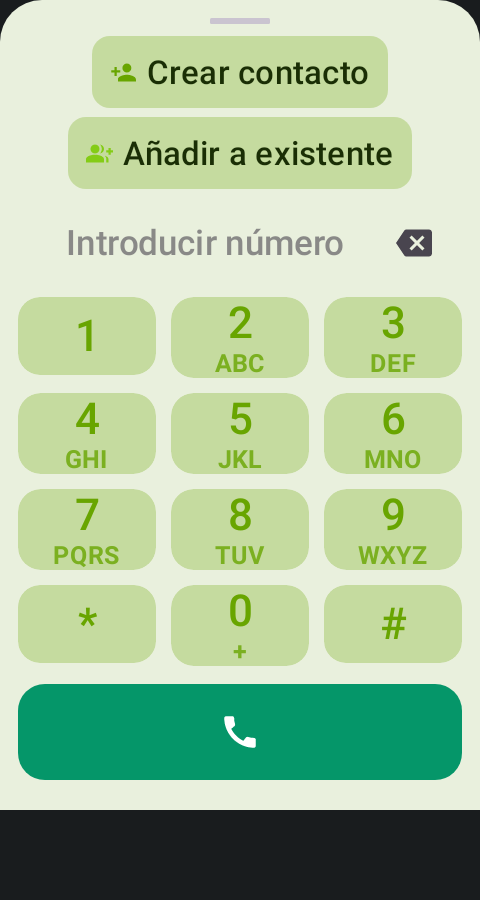 Crear contacto
Añadir a existente
Introducir número
1 2 3
ABC DEF
4 5 6
GHI JKL MNO
7 8 9
PQRS TUV WXYZ
* 0 #
+